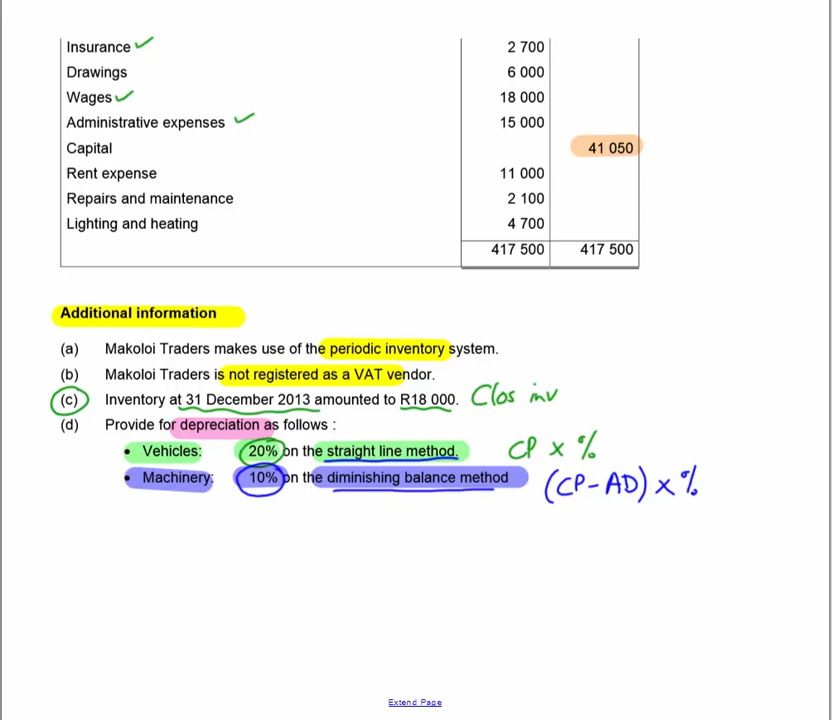 Insurance 2 700
Drawings 6 000
Wages 18 000
Administrative expenses 15 000
Capital 41 050
Rent expense 11 000
Repairs and maintenance 2 100
Lighting and heating 4 700
417 500 417 500
Additional information
(a) Makoloi Traders makes use of the periodic inventory system.
(b) Makoloi Traders is not registered as a VAT vendor.
(c) Inventory at 31 December 2013 amounted to R18 000. Clos inv
(d) Provide for depreciation as follows :
• Vehicles: 20% on the straight line method. CP x %
• Machinery: 10% on the diminishing balance method (CP-AD) x %
Extend Page